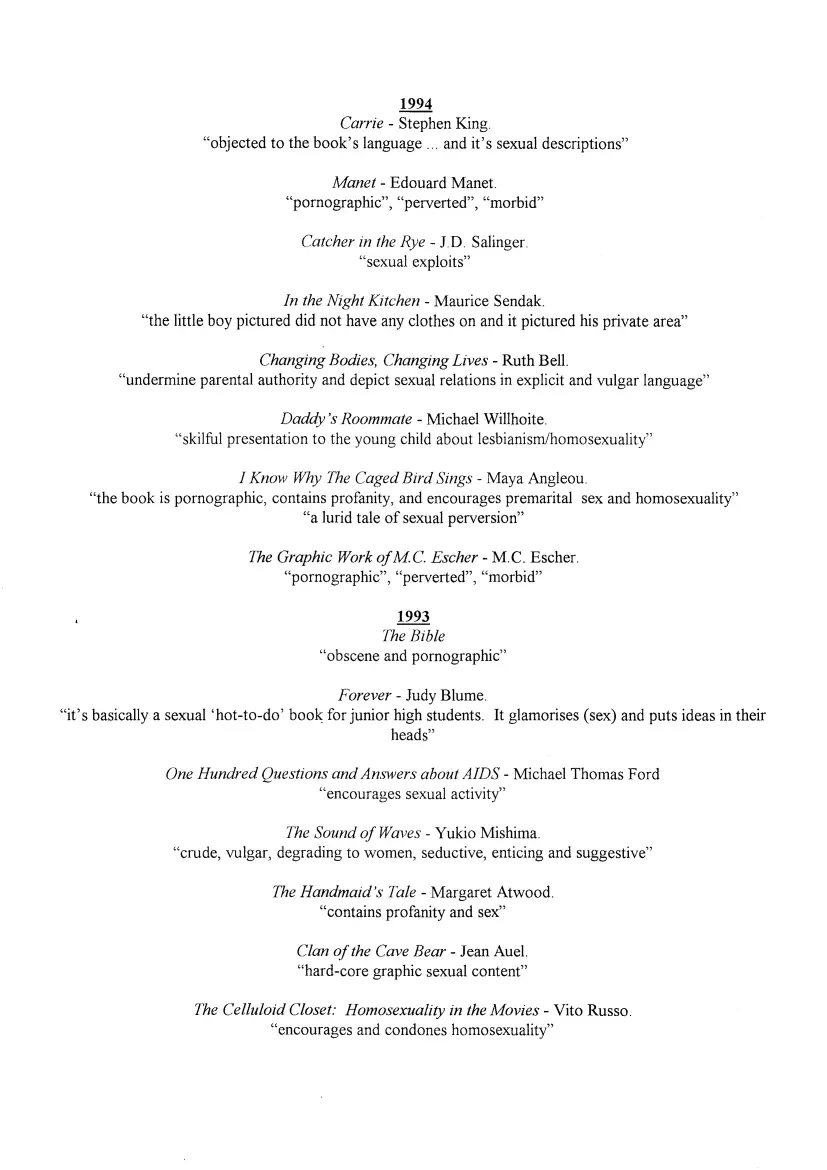 1994
Carrie - Stephen King.
“objected to the book’s language ... and it’s sexual descriptions”
Manet - Edouard Manet.
“pornographic”, “perverted”, “morbid”
Catcher in the Rye - J.D. Salinger.
“sexual exploits”
In the Night Kitchen - Maurice Sendak.
“the little boy pictured did not have any clothes on and it pictured his private area”
Changing Bodies, Changing Lives - Ruth Bell.
“undermine parental authority and depict sexual relations in explicit and vulgar language”
Daddy’s Roommate - Michael Willhoite.
“skilful presentation to the young child about lesbianism/homosexuality”
I Know Why The Caged Bird Sings - Maya Angleou.
“the book is pornographic, contains profanity, and encourages premarital sex and homosexuality”
“a lurid tale of sexual perversion”
The Graphic Work of M.C. Escher - M.C. Escher.
“pornographic”, “perverted”, “morbid”
1993
The Bible
“obscene and pornographic”
Forever - Judy Blume.
“it’s basically a sexual ‘hot-to-do’ book for junior high students. It glamorises (sex) and puts ideas in their
heads”
One Hundred Questions and Answers about AIDS - Michael Thomas Ford
“encourages sexual activity”
The Sound of Waves - Yukio Mishima.
“crude, vulgar, degrading to women, seductive, enticing and suggestive”
The Handmaid’s Tale - Margaret Atwood.
“contains profanity and sex”
Clan of the Cave Bear - Jean Auel.
“hard-core graphic sexual content”
The Celluloid Closet: Homosexuality in the Movies - Vito Russo.
“encourages and condones homosexuality”